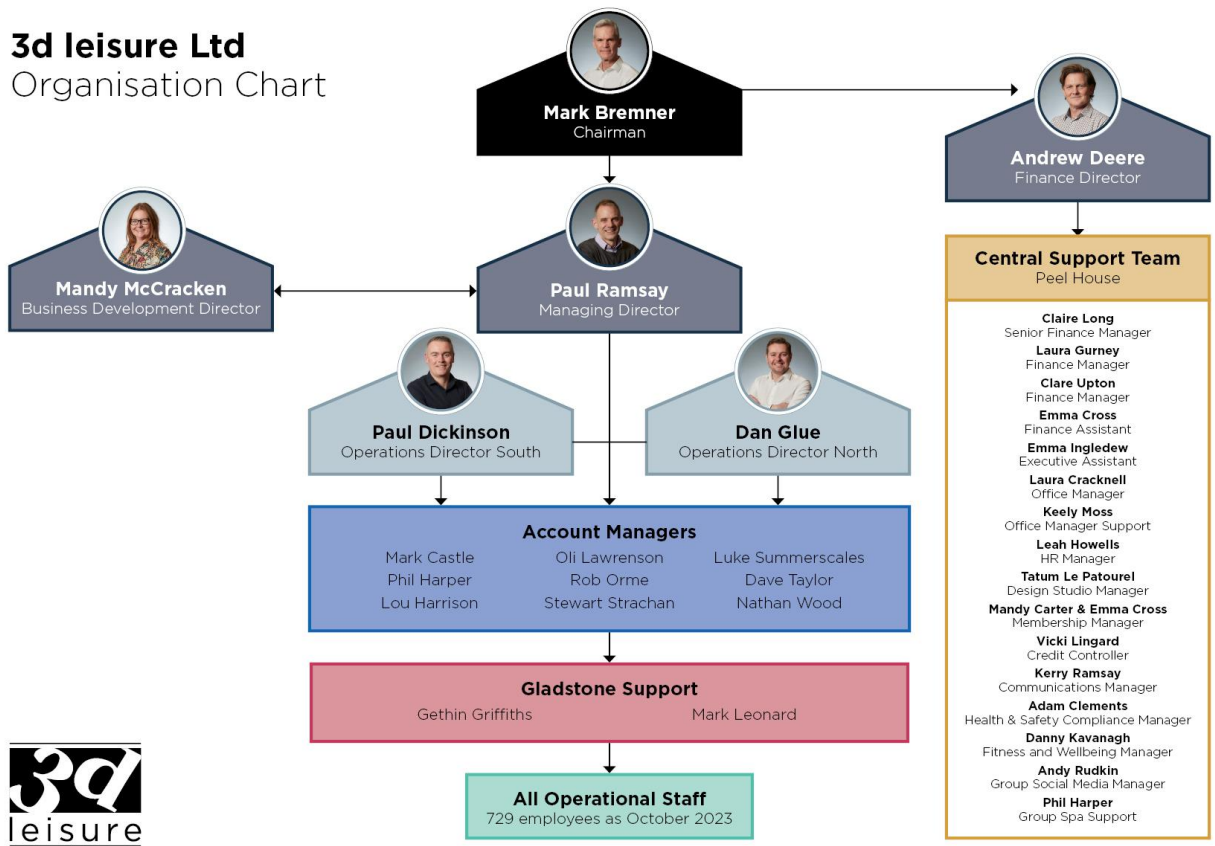 3d leisure Ltd
Organisation Chart
Mark Bremner
Chairman
Andrew Deere
Finance Director
Mandy McCracken
Business Development Director
Paul Ramsay
Managing Director
Paul Dickinson
Operations Director South
Dan Glue
Operations Director North
Account Managers
Mark Castle
Oli Lawrenson
Luke Summerscales
Phil Harper
Rob Orme
Dave Taylor
Lou Harrison
Stewart Strachan
Nathan Wood
Gladstone Support
Gethin Griffiths
Mark Leonard
All Operational Staff
729 employees as October 2023
Central Support Team
Peel House
Claire Long
Senior Finance Manager
Laura Gurney
Finance Manager
Clare Upton
Finance Manager
Emma Cross
Finance Assistant
Emma Ingledew
Executive Assistant
Laura Cracknell
Office Manager
Keely Moss
Office Manager Support
Leah Howells
HR Manager
Tatum Le Patourel
Design Studio Manager
Mandy Carter & Emma Cross
Membership Manager
Vicki Lingard
Credit Controller
Kerry Ramsay
Communications Manager
Adam Clements
Health & Safety Compliance Manager
Danny Kavanagh
Fitness and Wellbeing Manager
Andy Rudkin
Group Social Media Manager
Phil Harper
Group Spa Support
3d
leisure